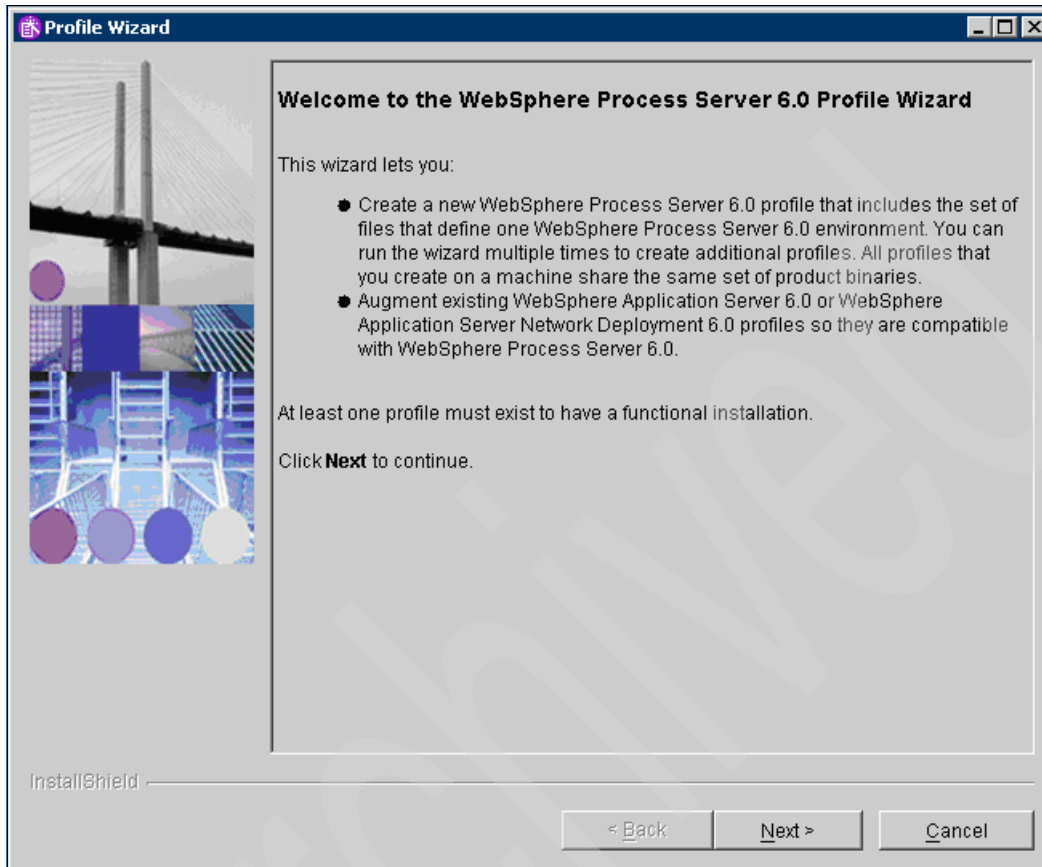 Profile Wizard
Welcome to the WebSphere Process Server 6.0 Profile Wizard
This wizard lets you:
● Create a new WebSphere Process Server 6.0 profile that includes the set of
files that define one WebSphere Process Server 6.0 environment. You can
run the wizard multiple times to create additional profiles. All profiles that
you create on a machine share the same set of product binaries.
● Augment existing WebSphere Application Server 6.0 or WebSphere
Application Server Network Deployment 6.0 profiles so they are compatible
with WebSphere Process Server 6.0.
At least one profile must exist to have a functional installation.
Click Next to continue.
InstallShield
< Back
Next >
Cancel